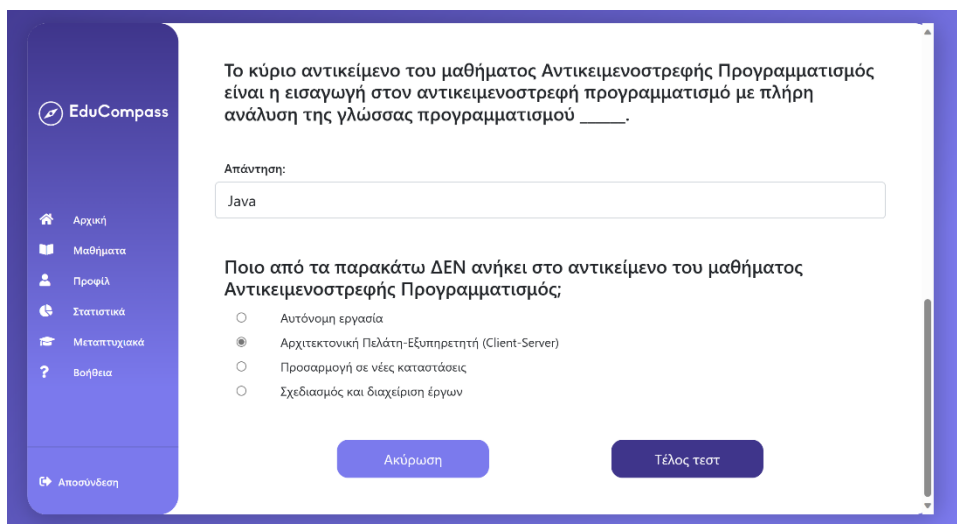 EduCompass
Αρχική
Μαθήματα
Προφίλ
Στατιστικά
Μεταπτυχιακά
Βοήθεια
Αποσύνδεση
Το κύριο αντικείμενο του μαθήματος Αντικειμενοστρεφής Προγραμματισμός
είναι η εισαγωγή στον αντικειμενοστρεφή προγραμματισμό με πλήρη
ανάλυση της γλώσσας προγραμματισμού _____.
Απάντηση:
Java
Ποιο από τα παρακάτω ΔΕΝ ανήκει στο αντικείμενο του μαθήματος
Αντικειμενοστρεφής Προγραμματισμός;
Αυτόνομη εργασία
Αρχιτεκτονική Πελάτη-Εξυπηρετητή (Client-Server)
Προσαρμογή σε νέες καταστάσεις
Σχεδιασμός και διαχείριση έργων
Ακύρωση
Τέλος τεστ